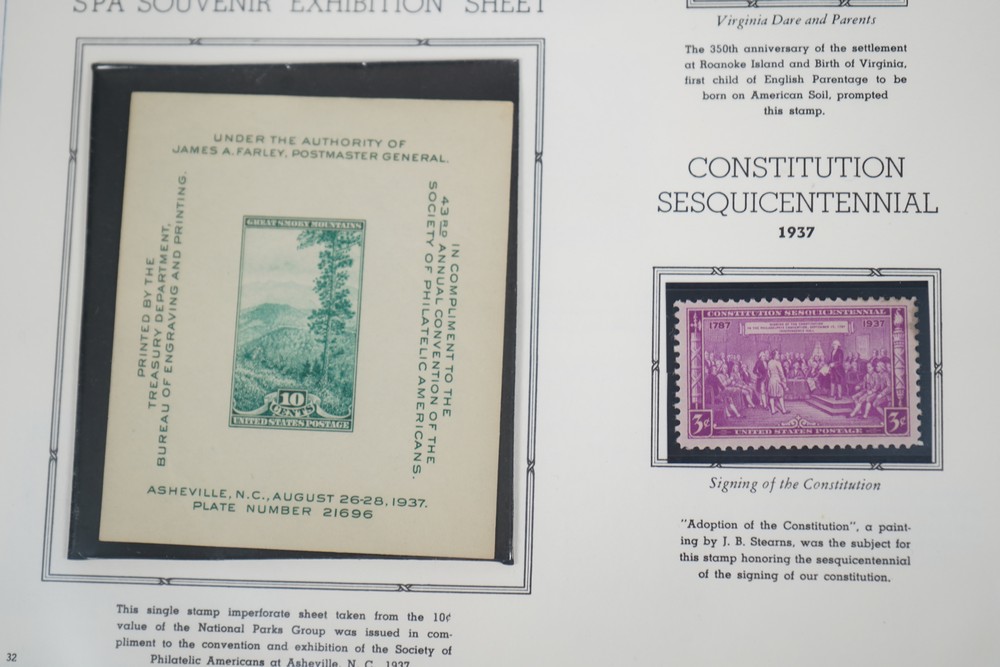 SPA SOUVENIR EXHIBITION SHEET
UNDER THE AUTHORITY OF
JAMES A. FARLEY, POSTMASTER GENERAL.
PRINTED BY THE
TREASURY DEPARTMENT,
BUREAU OF ENGRAVING AND PRINTING.
GREAT SMOKY MOUNTAINS
10
CENTS
UNITED STATES POSTAGE
IN COMPLIMENT TO THE
43RD ANNUAL CONVENTION OF THE
SOCIETY OF PHILATELIC AMERICANS.
ASHEVILLE, N.C., AUGUST 26-28, 1937.
PLATE NUMBER 21696
This single stamp imperforate sheet taken from the 10¢
value of the National Parks Group was issued in com-
pliment to the convention and exhibition of the Society of
Philatelic Americans at Asheville, N. C., 1937.
32
Virginia Dare and Parents
The 350th anniversary of the settlement
at Roanoke Island and Birth of Virginia,
first child of English Parentage to be
born on American Soil, prompted
this stamp.
CONSTITUTION
SESQUICENTENNIAL
1937
CONSTITUTION SESQUICENTENNIAL
1787
1937
3¢
3¢
UNITED STATES POSTAGE
Signing of the Constitution
"Adoption of the Constitution", a paint-
ing by J. B. Stearns, was the subject for
this stamp honoring the sesquicentennial
of the signing of our constitution.